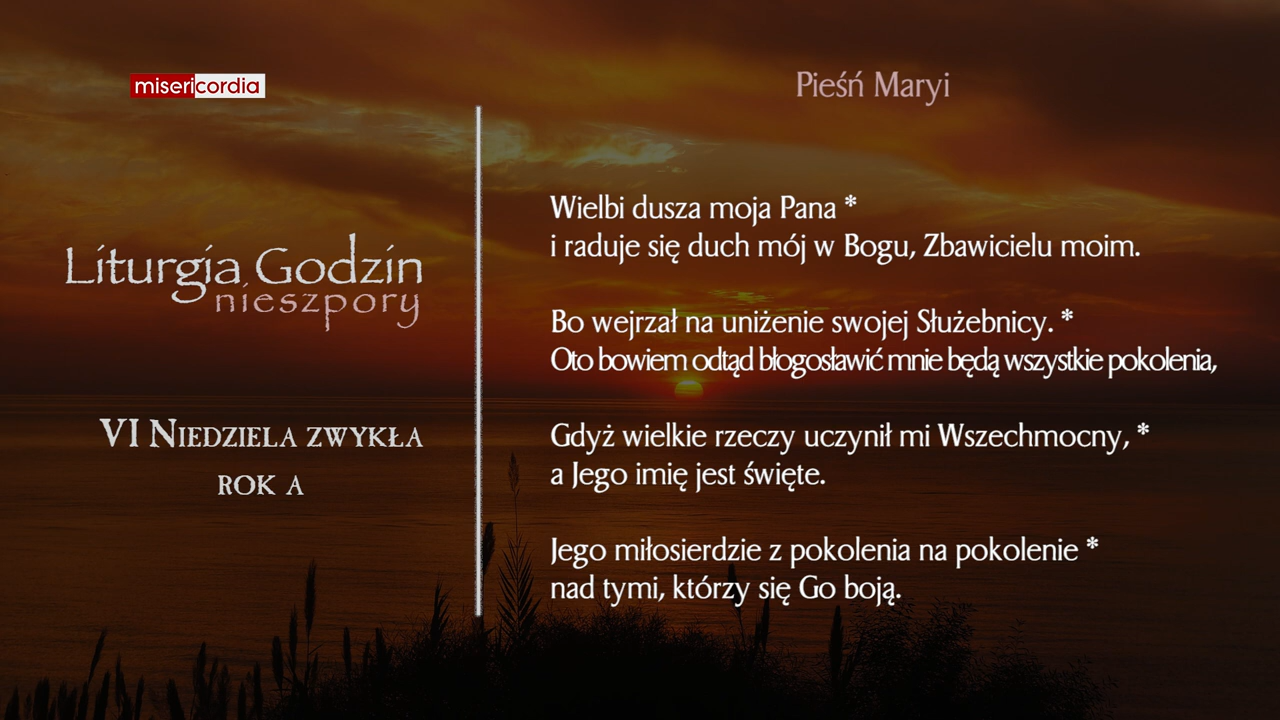 misericordia
Liturgia Godzin
nieszpory
VI Niedziela zwykła
rok A
Pieśń Maryi
Wielbi dusza moja Pana *
i raduje się duch mój w Bogu, Zbawicielu moim.
Bo wejrzał na uniżenie swojej Służebnicy. *
Oto bowiem odtąd błogosławić mnie będą wszystkie pokolenia,
Gdyż wielkie rzeczy uczynił mi Wszechmocny, *
a Jego imię jest święte.
Jego miłosierdzie z pokolenia na pokolenie *
nad tymi, którzy się Go boją.